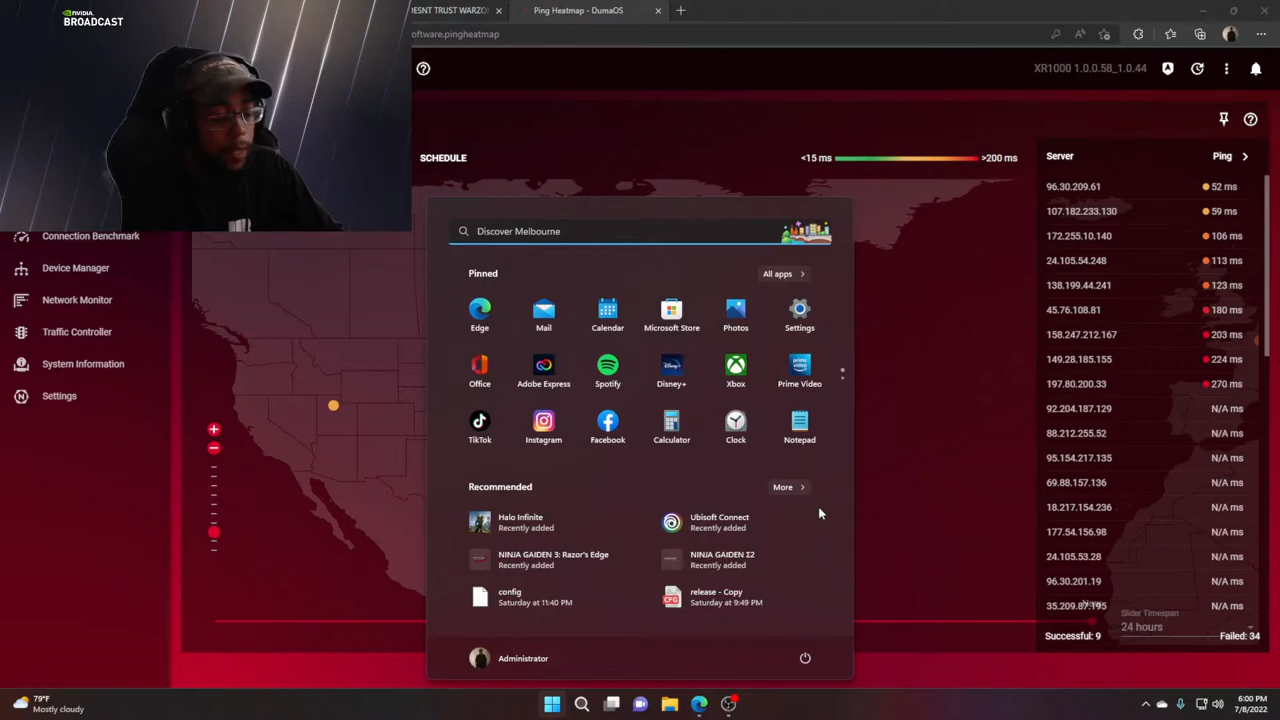 NVIDIA.
BROADCAST
DESNT TRUST WARZO
Ping Heatmap - DumaOS
oftware.pingheatmap
XR1000 1.0.0.58_1.0.44
SCHEDULE
<15 ms
>200 ms
Server
Ping
96.30.209.61
52 ms
107.182.233.130
59 ms
172.255.10.140
106 ms
24.105.54.248
113 ms
138.199.44.241
123 ms
45.76.108.81
180 ms
158.247.212.167
203 ms
149.28.185.155
224 ms
197.80.200.33
270 ms
92.204.187.129
N/A ms
88.212.255.52
N/A ms
95.154.217.135
N/A ms
69.88.157.136
N/A ms
18.217.154.236
N/A ms
177.54.156.98
N/A ms
24.105.53.28
N/A ms
96.30.201.19
N/A ms
35.209.87.195
N/A ms
Now
Slider Timespan
24 hours
Successful: 9
Failed: 34
Connection Benchmark
Device Manager
Network Monitor
Traffic Controller
System Information
Settings
Discover Melbourne
Pinned
All apps
Edge
Mail
Calendar
Microsoft Store
Photos
Settings
Office
Adobe Express
Spotify
Disney+
Xbox
Prime Video
TikTok
Instagram
Facebook
Calculator
Clock
Notepad
Recommended
More
Halo Infinite
Recently added
Ubisoft Connect
Recently added
NINJA GAIDEN 3: Razor's Edge
Recently added
NINJA GAIDEN Σ2
Recently added
config
Saturday at 11:40 PM
release - Copy
Saturday at 9:49 PM
Administrator
79°F
Mostly cloudy
6:00 PM
7/8/2022